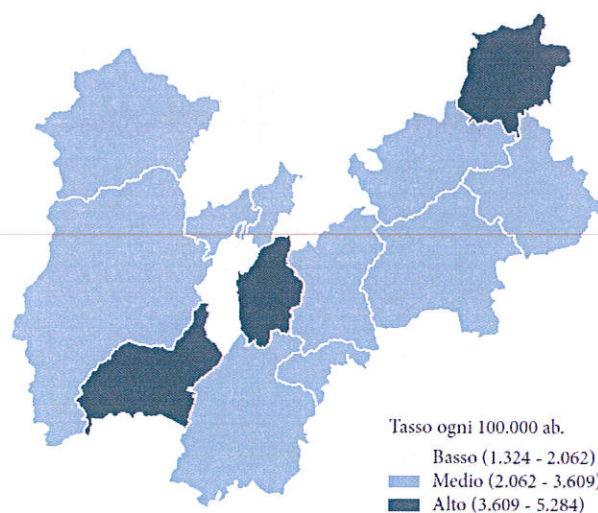 Tasso ogni 100.000 ab.
Basso (1.324 - 2.062)
Medio (2.062 - 3.609)
Alto (3.609 - 5.284)